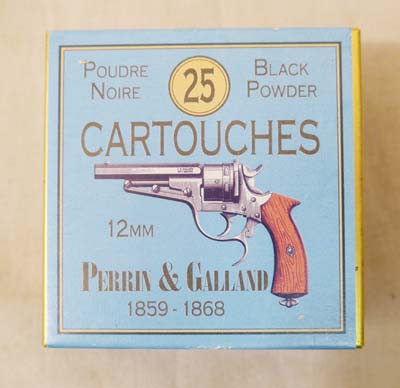 POUDRE NOIRE
25
BLACK POWDER
CARTOUCHES
12MM
PERRIN & GALLAND
1859 - 1868